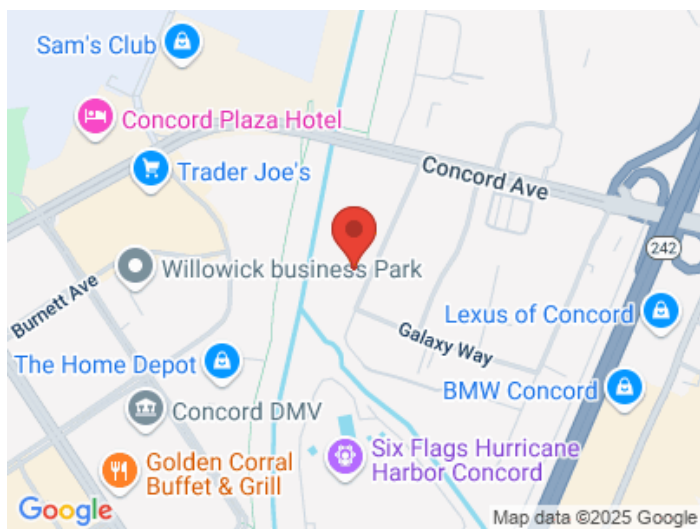 Sam's Club
Concord Plaza Hotel
Trader Joe's
Concord Ave
242
Willowick business Park
Burnett Ave
Lexus of Concord
Galaxy Way
The Home Depot
BMW Concord
Concord DMV
Six Flags Hurricane
Harbor Concord
Golden Corral
Buffet & Grill
Google
Map data ©2025 Google